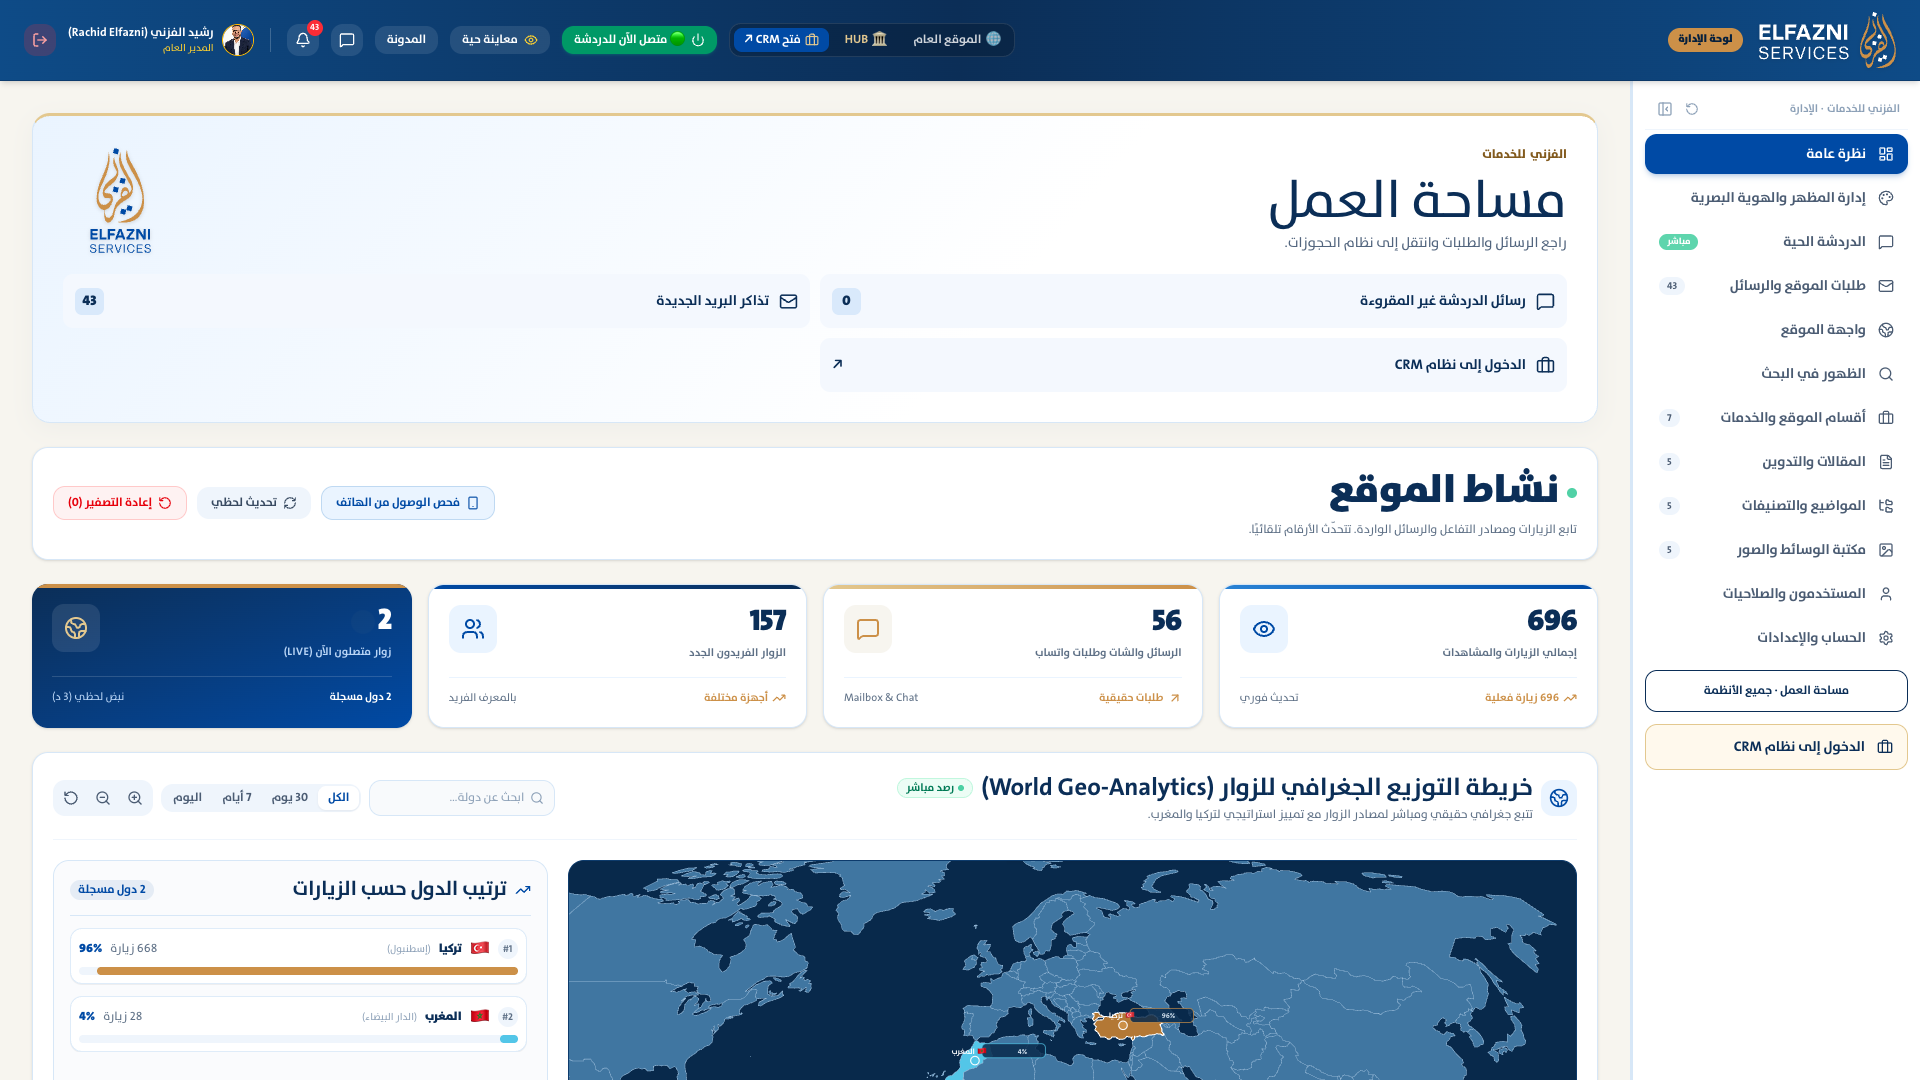 ELFAZNI
SERVICES
لوحة الإدارة
الموقع العام
HUB
فتح CRM
متصل الآن للدردشة
معاينة حية
المدونة
43
رشيد الفزني (Rachid Elfazni)
المدير العام
الفزني للخدمات · الإدارة
نظرة عامة
إدارة المظهر والهوية البصرية
الدردشة الحية
مباشر
طلبات الموقع والرسائل
43
واجهة الموقع
الظهور في البحث
أقسام الموقع والخدمات
7
المقالات والتدوين
5
المواضيع والتصنيفات
5
مكتبة الوسائط والصور
5
المستخدمون والصلاحيات
الحساب والإعدادات
مساحة العمل · جميع الأنظمة
الدخول إلى نظام CRM
الفزني للخدمات
مساحة العمل
راجع الرسائل والطلبات وانتقل إلى نظام الحجوزات.
ELFAZNI
SERVICES
رسائل الدردشة غير المقروءة
0
تذاكر البريد الجديدة
43
الدخول إلى نظام CRM
نشاط الموقع
تابع الزيارات ومصادر التفاعل والرسائل الواردة. تتحدّث الأرقام تلقائيًا.
فحص الوصول من الهاتف
تحديث لحظي
إعادة التصفير (0)
696
إجمالي الزيارات والمشاهدات
696 زيارة فعلية
تحديث فوري
56
الرسائل والشات وطلبات واتساب
طلبات حقيقية
Mailbox & Chat
157
الزوار الفريدون الجدد
أجهزة مختلفة
بالمعرف الفريد
2
زوار متصلون الآن (LIVE)
2 دول مسجلة
نبض لحظي (3 د)
خريطة التوزيع الجغرافي للزوار (World Geo-Analytics)
رصد مباشر
تتبع جغرافي حقيقي ومباشر لمصادر الزوار مع تمييز استراتيجي لتركيا والمغرب.
ابحث عن دولة...
الكل
30 يوم
7 أيام
اليوم
تركيا
96%
المغرب
4%
ترتيب الدول حسب الزيارات
2 دول مسجلة
#1
تركيا
(إسطنبول)
668 زيارة
96%
#2
المغرب
(الدار البيضاء)
28 زيارة
4%